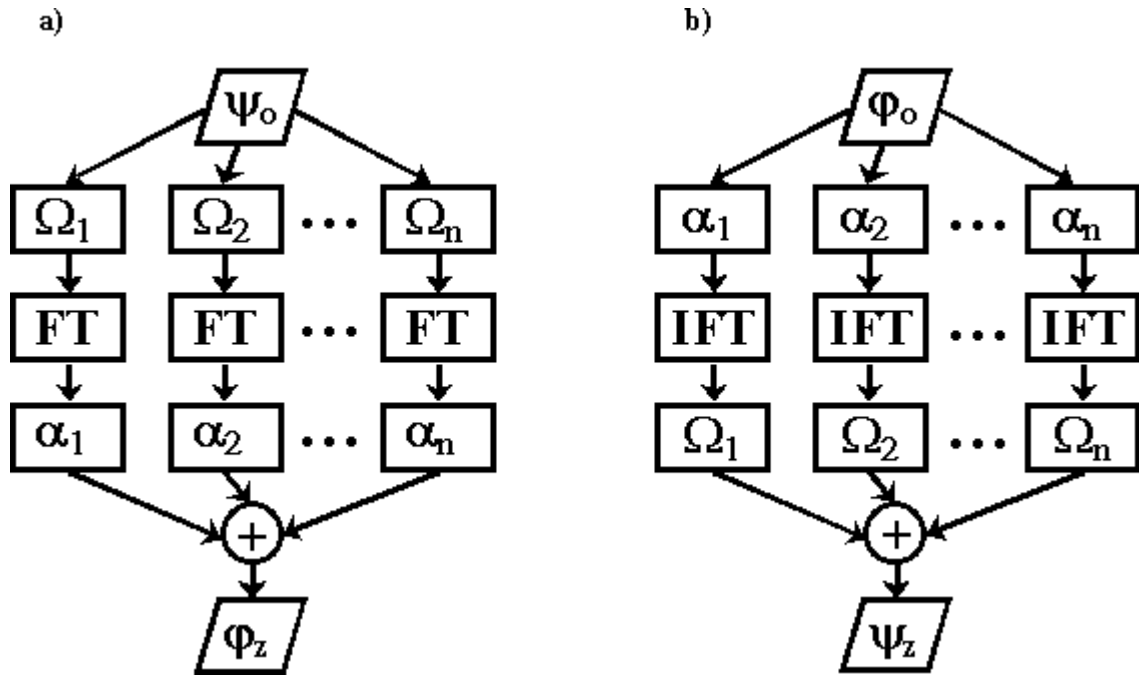 a)
ψo
Ω1 Ω2 ••• Ωn
FT FT ••• FT
α1 α2 ••• αn
+
φz
b)
φo
α1 α2 ••• αn
IFT IFT ••• IFT
Ω1 Ω2 ••• Ωn
+
ψz